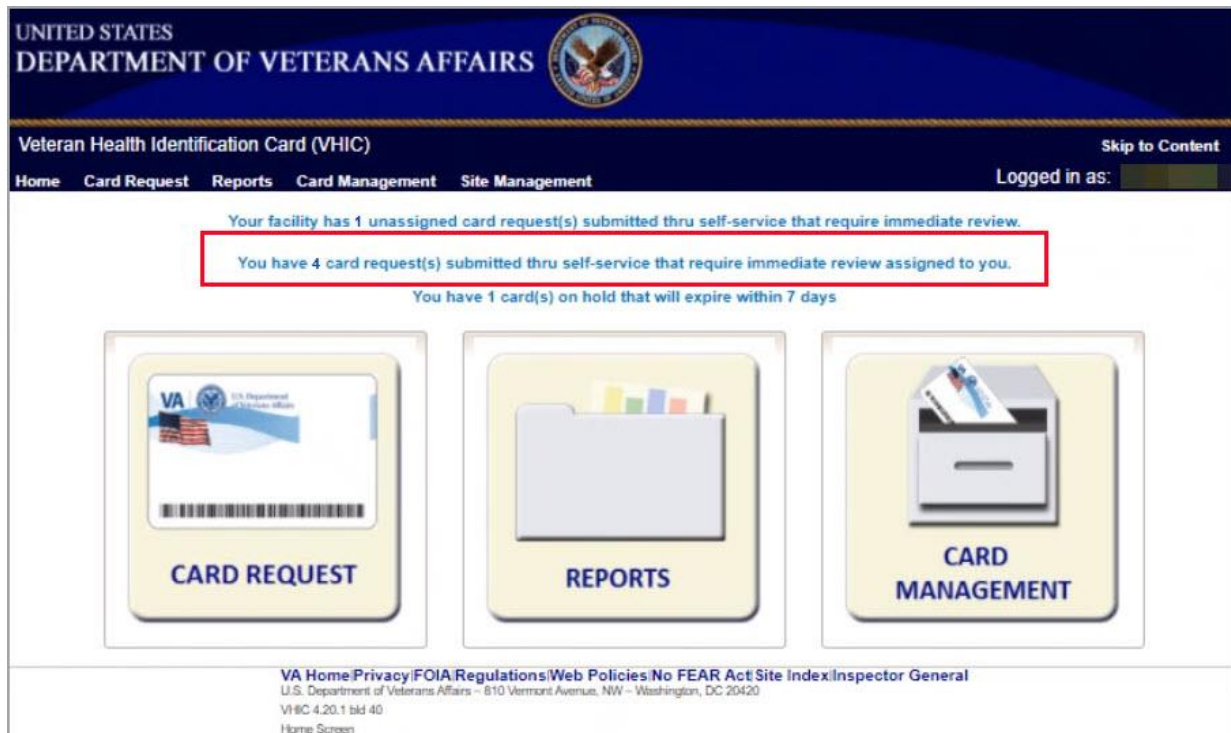 UNITED STATES
DEPARTMENT OF VETERANS AFFAIRS
Veteran Health Identification Card (VHIC)
Skip to Content
Home Card Request Reports Card Management Site Management
Logged in as:
Your facility has 1 unassigned card request(s) submitted thru self-service that require immediate review.
You have 4 card request(s) submitted thru self-service that require immediate review assigned to you.
You have 1 card(s) on hold that will expire within 7 days
VA
U.S. Department
of Veterans Affairs
CARD REQUEST
REPORTS
CARD
MANAGEMENT
VA Home|Privacy|FOIA|Regulations|Web Policies|No FEAR Act|Site Index|Inspector General
U.S. Department of Veterans Affairs – 810 Vermont Avenue, NW – Washington, DC 20420
VHIC 4.20.1 bld 40
Home Screen